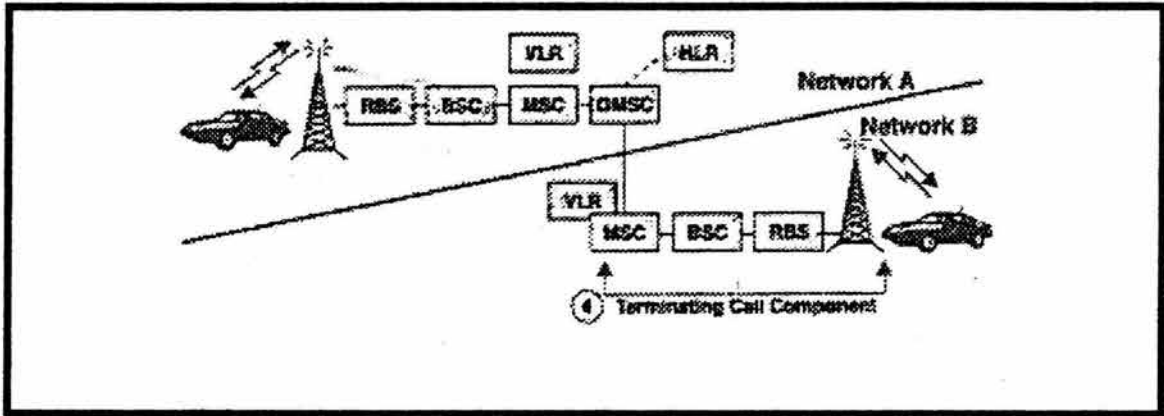 VLR HLR
Network A
RBS BSC MSC GMSC
Network B
VLR
MSC BSC RBS
4 Terminating Call Component